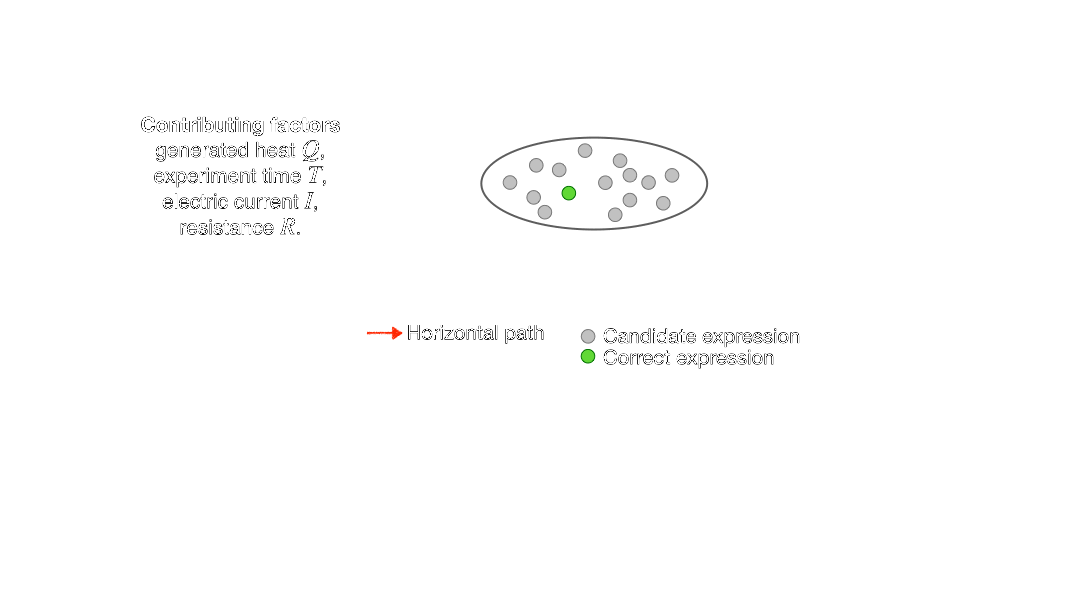 Contributing factors
generated heat Q,
experiment time T,
electric current I,
resistance R.
Horizontal path
Candidate expression
Correct expression